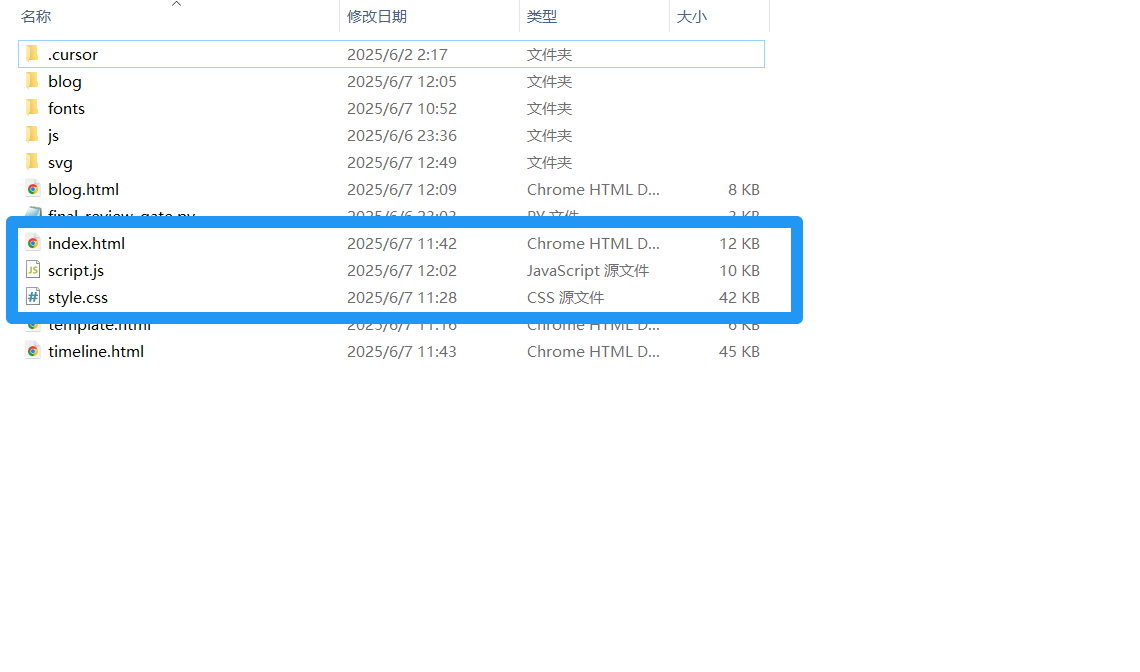 名称 修改日期 类型 大小
.cursor 2025/6/2 2:17 文件夹
blog 2025/6/7 12:05 文件夹
fonts 2025/6/7 10:52 文件夹
js 2025/6/6 23:36 文件夹
svg 2025/6/7 12:49 文件夹
blog.html 2025/6/7 12:09 Chrome HTML D... 8 KB
final_review_gate.py 2025/6/6 23:03 PY 文件 3 KB
index.html 2025/6/7 11:42 Chrome HTML D... 12 KB
script.js 2025/6/7 12:02 JavaScript 源文件 10 KB
style.css 2025/6/7 11:28 CSS 源文件 42 KB
template.html 2025/6/7 11:16 Chrome HTML D... 6 KB
timeline.html 2025/6/7 11:43 Chrome HTML D... 45 KB